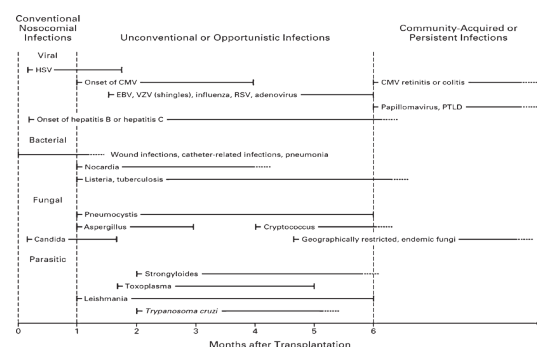 Conventional
Nosocomial
Infections
Unconventional or Opportunistic Infections
Community-Acquired or
Persistent Infections
Viral
HSV
Onset of CMV
CMV retinitis or colitis
EBV, VZV (shingles), influenza, RSV, adenovirus
Papillomavirus, PTLD
Onset of hepatitis B or hepatitis C
Bacterial
Wound infections, catheter-related infections, pneumonia
Nocardia
Listeria, tuberculosis
Fungal
Pneumocystis
Aspergillus
Cryptococcus
Candida
Geographically restricted, endemic fungi
Parasitic
Strongyloides
Toxoplasma
Leishmania
Trypanosoma cruzi
0 1 2 3 4 5 6
Months after Transplantation